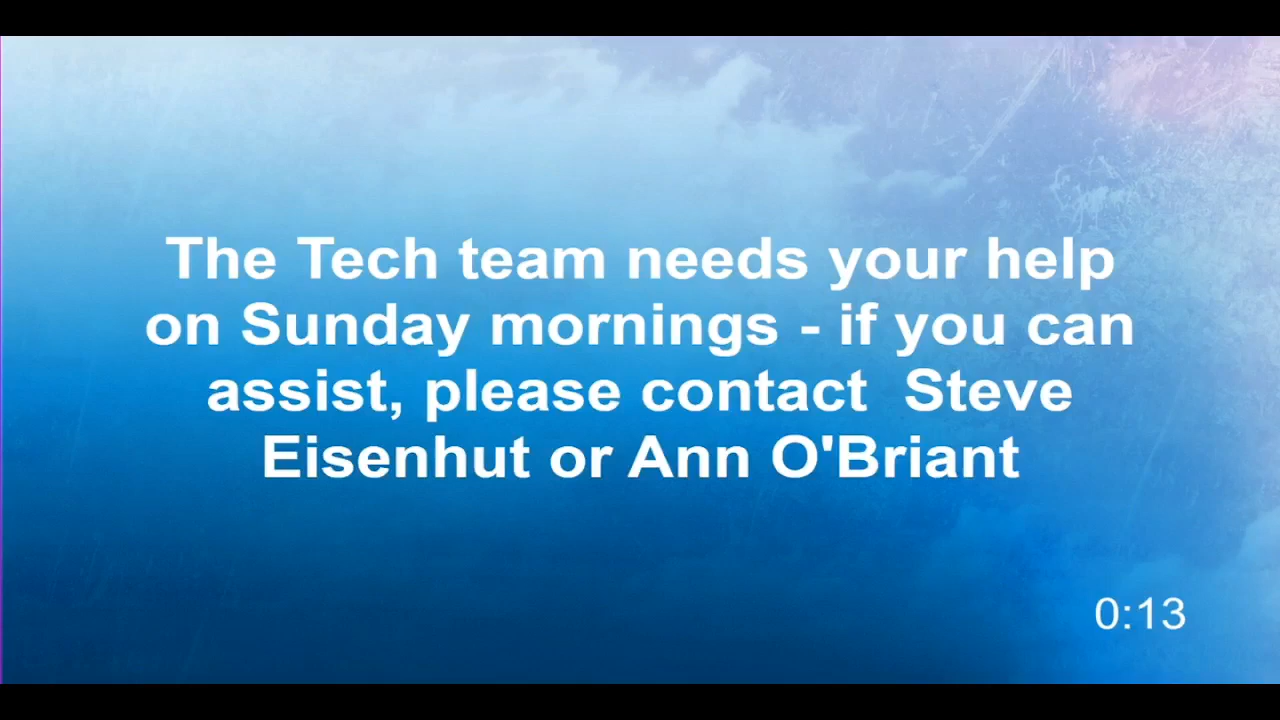 The Tech team needs your help
on Sunday mornings - if you can
assist, please contact  Steve
Eisenhut or Ann O'Briant
0:13